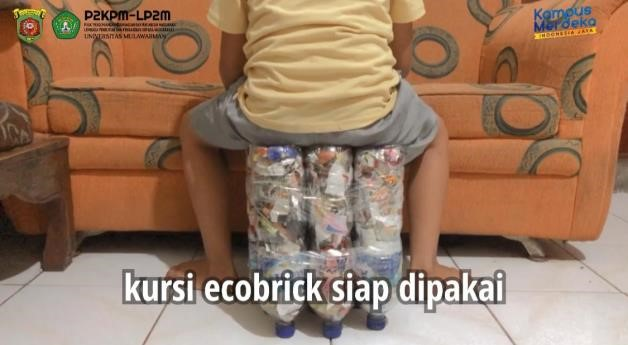 P2KPM-LP2M
UNIVERSITAS MULAWARMAN
Kampus
Merdeka
INDONESIA JAYA
kursi ecobrick siap dipakai